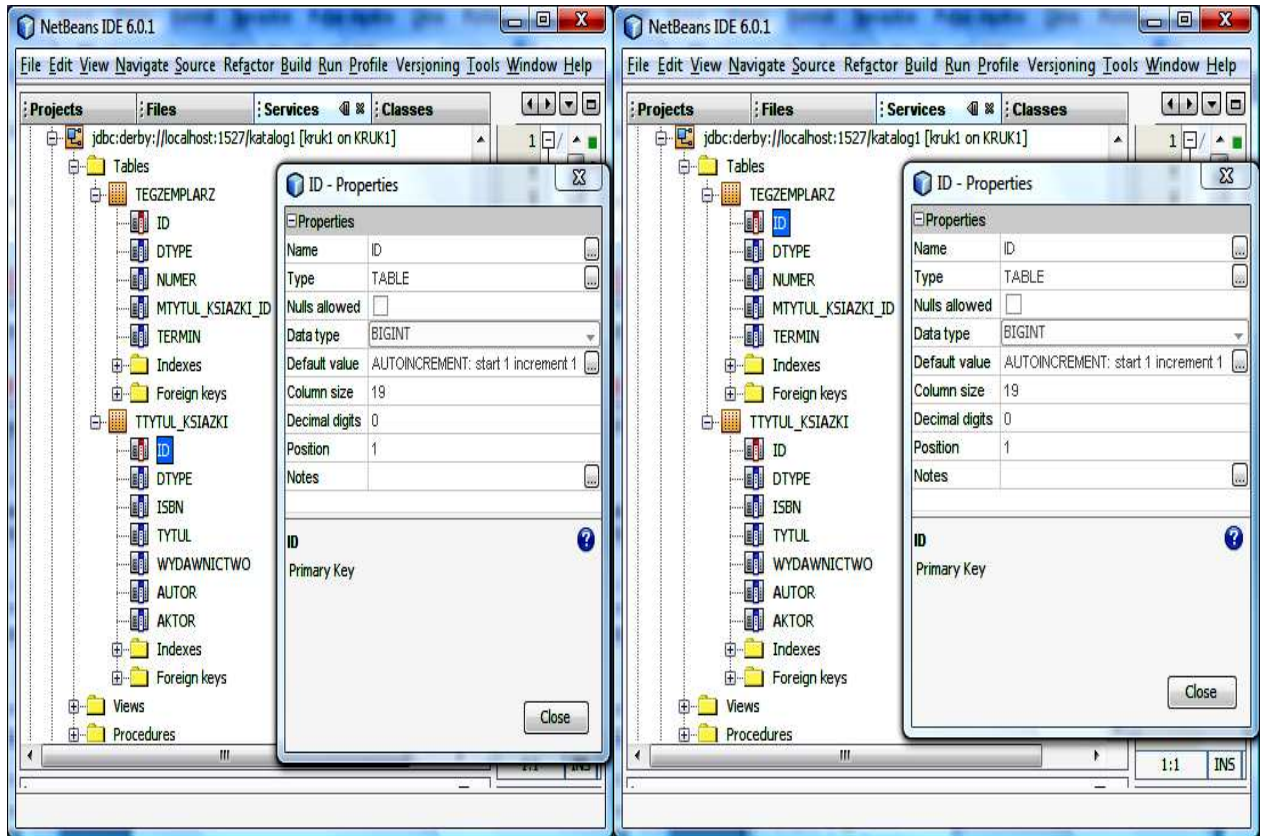 NetBeans IDE 6.0.1
File Edit View Navigate Source Refactor Build Run Profile Versioning Tools Window Help
Projects Files Services Classes
jdbc:derby://localhost:1527/katalog1 [kruk1 on KRUK1]
1
Tables
TEGZEMPLARZ
ID
DTYPE
NUMER
MTYTUL_KSIAZKI_ID
TERMIN
Indexes
Foreign keys
TTYTUL_KSIAZKI
ID
DTYPE
ISBN
TYTUL
WYDAWNICTWO
AUTOR
AKTOR
Indexes
Foreign keys
Views
Procedures
ID - Properties
Properties
Name ID ...
Type TABLE ...
Nulls allowed
Data type BIGINT
Default value AUTOINCREMENT: start 1 increment 1 ...
Column size 19
Decimal digits 0
Position 1
Notes ...
ID
Primary Key
Close
NetBeans IDE 6.0.1
File Edit View Navigate Source Refactor Build Run Profile Versioning Tools Window Help
Projects Files Services Classes
jdbc:derby://localhost:1527/katalog1 [kruk1 on KRUK1]
1
Tables
TEGZEMPLARZ
ID
DTYPE
NUMER
MTYTUL_KSIAZKI_ID
TERMIN
Indexes
Foreign keys
TTYTUL_KSIAZKI
ID
DTYPE
ISBN
TYTUL
WYDAWNICTWO
AUTOR
AKTOR
Indexes
Foreign keys
Views
Procedures
ID - Properties
Properties
Name ID ...
Type TABLE ...
Nulls allowed
Data type BIGINT
Default value AUTOINCREMENT: start 1 increment 1 ...
Column size 19
Decimal digits 0
Position 1
Notes ...
ID
Primary Key
Close
1:1 INS